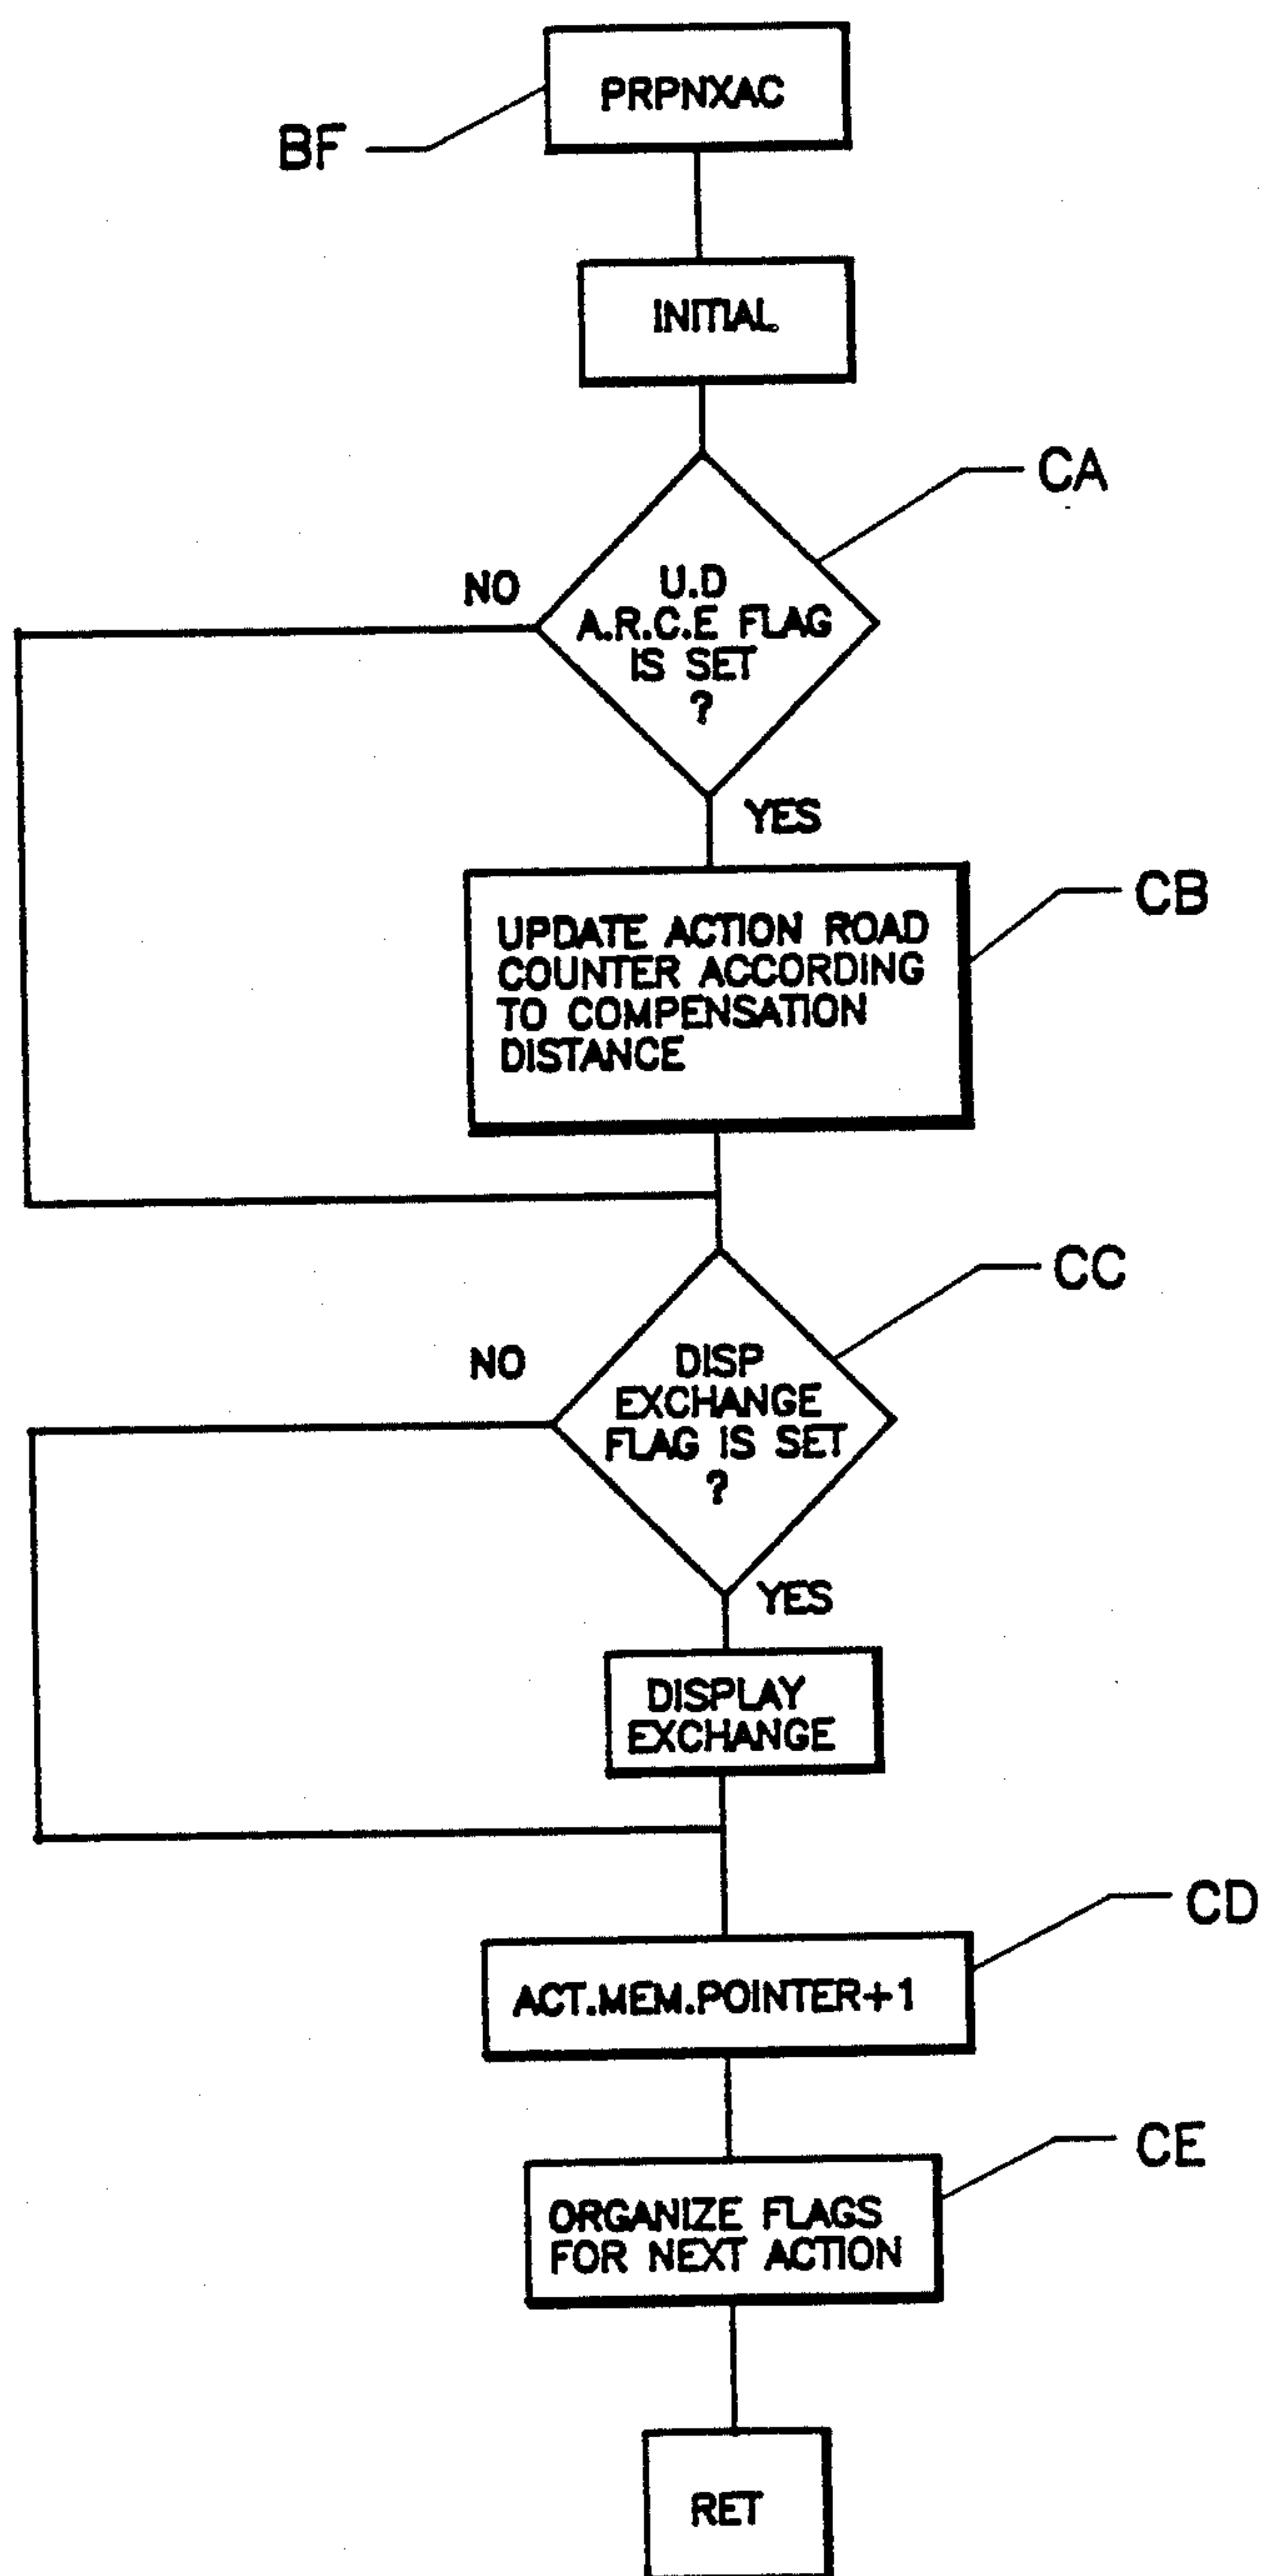 PRPNXAC
BF
INITIAL
CA
NO
U.D
A.R.C.E FLAG
IS SET
?
YES
CB
UPDATE ACTION ROAD
COUNTER ACCORDING
TO COMPENSATION
DISTANCE
CC
NO
DISP
EXCHANGE
FLAG IS SET
?
YES
DISPLAY
EXCHANGE
CD
ACT.MEM.POINTER+1
CE
ORGANIZE FLAGS
FOR NEXT ACTION
RET